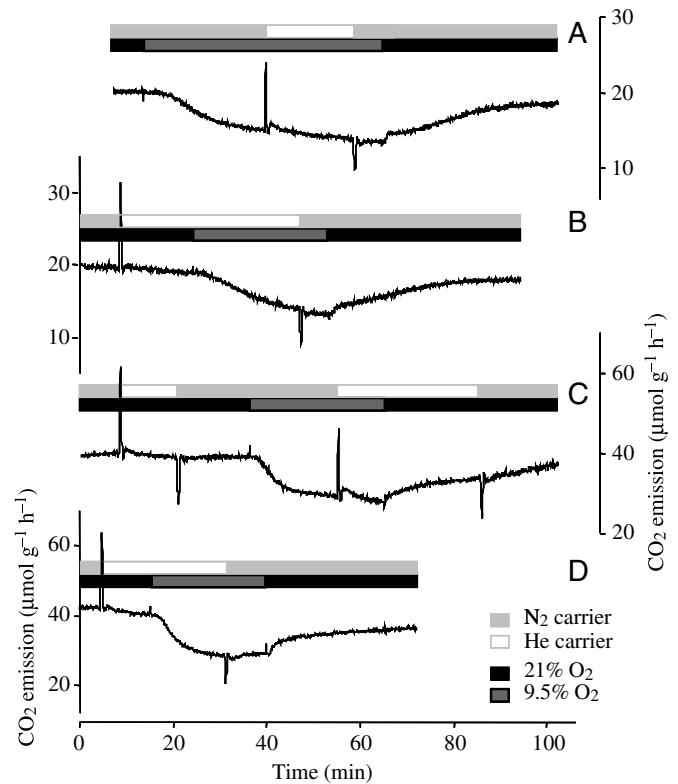 A
30
20
10
B
30
20
10
C
60
40
20
CO2 emission (µmol g–1 h–1)
D
60
40
20
CO2 emission (µmol g–1 h–1)
N2 carrier
He carrier
21% O2
9.5% O2
0 20 40 60 80 100
Time (min)